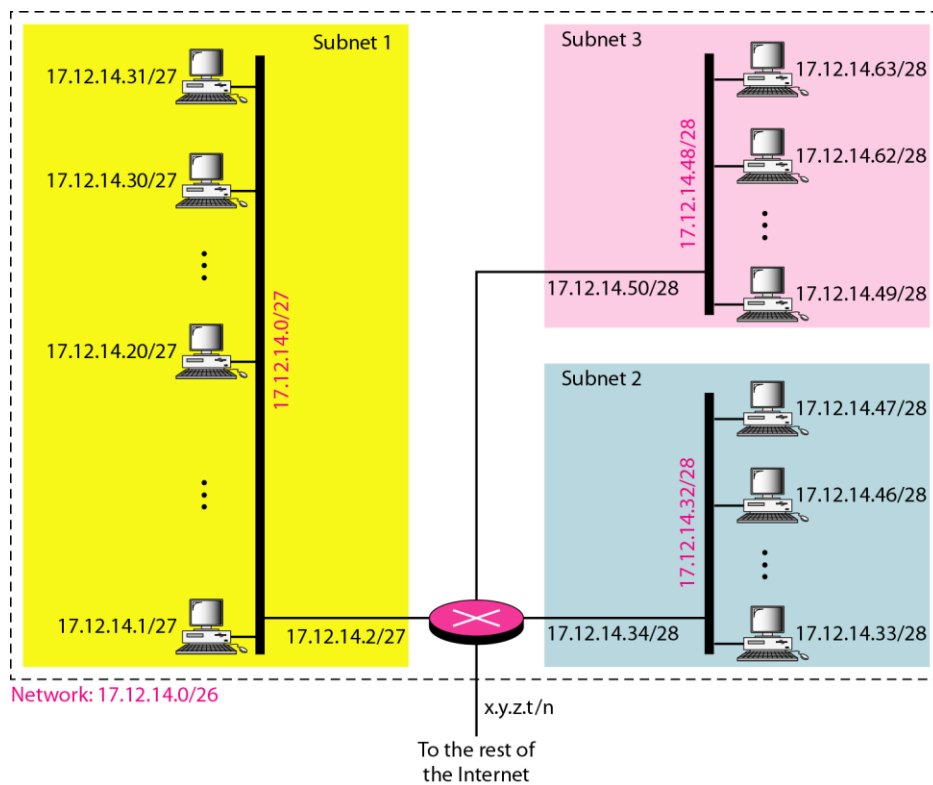 Subnet 1
17.12.14.31/27
17.12.14.30/27
17.12.14.20/27
17.12.14.1/27
17.12.14.0/27
17.12.14.2/27
Subnet 3
17.12.14.63/28
17.12.14.62/28
17.12.14.49/28
17.12.14.48/28
17.12.14.50/28
Subnet 2
17.12.14.47/28
17.12.14.46/28
17.12.14.33/28
17.12.14.32/28
17.12.14.34/28
Network: 17.12.14.0/26
x.y.z.t/n
To the rest of
the Internet